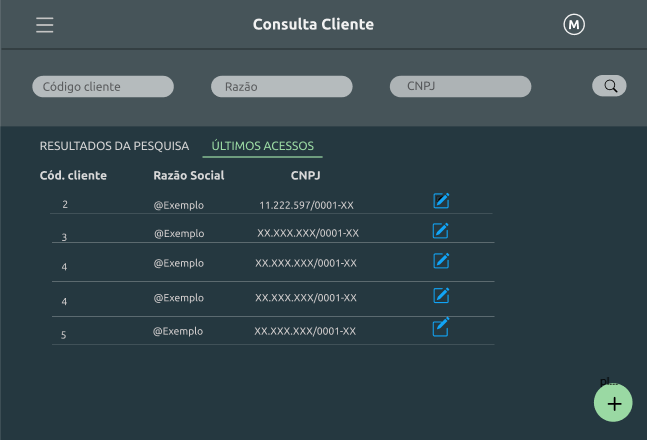 Consulta Cliente
M
Código cliente Razão CNPJ
RESULTADOS DA PESQUISA ÚLTIMOS ACESSOS
Cód. cliente Razão Social CNPJ
2 @Exemplo 11.222.597/0001-XX
3 @Exemplo XX.XXX.XXX/0001-XX
4 @Exemplo XX.XXX.XXX/0001-XX
4 @Exemplo XX.XXX.XXX/0001-XX
5 @Exemplo XX.XXX.XXX/0001-XX
+